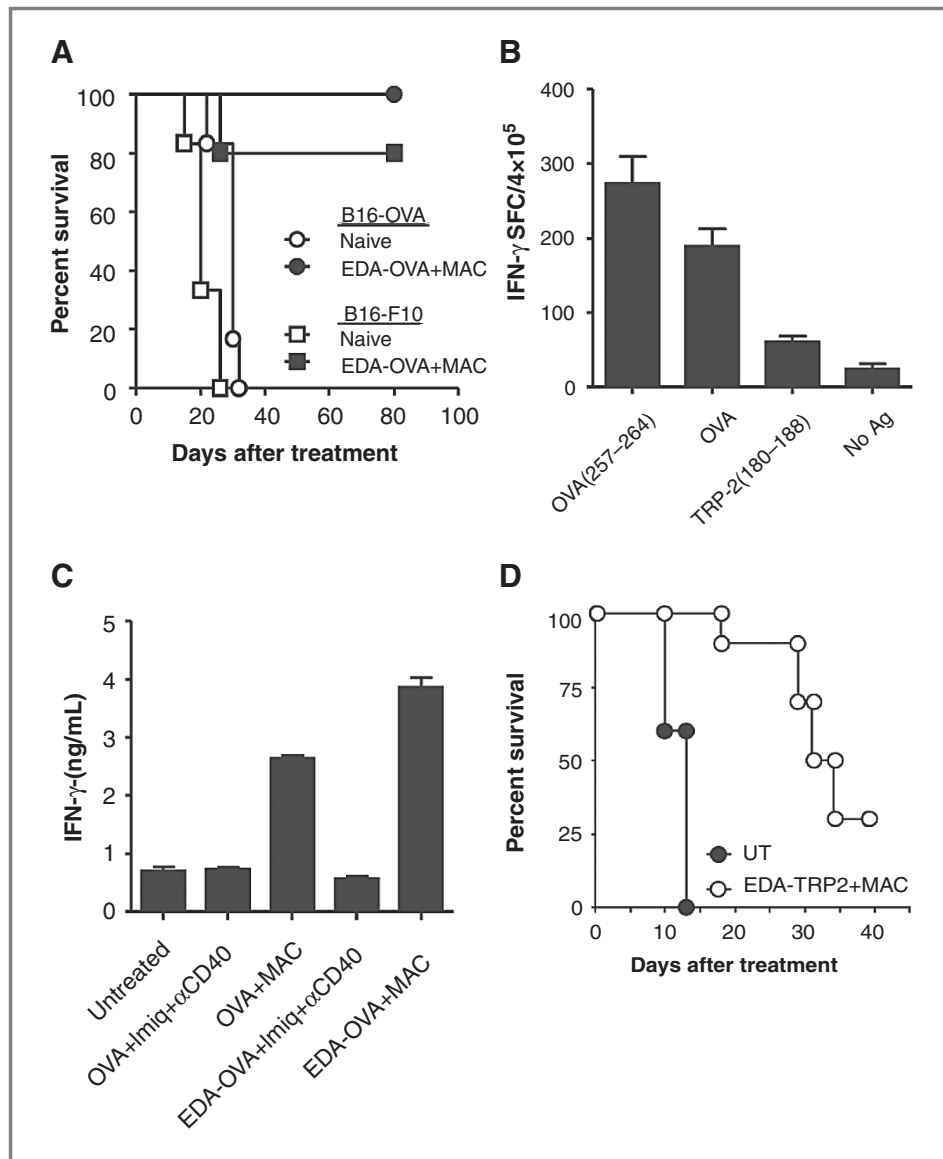 A
100
80
60
40
20
0
Percent survival
0 20 40 60 80 100
Days after treatment
B16-OVA
Naive
EDA-OVA+MAC
B16-F10
Naive
EDA-OVA+MAC
B
400
300
200
100
0
IFN-γ SFC/4×10⁵
OVA(257–264)
OVA
TRP-2(180–188)
No Ag
C
5
4
3
2
1
0
IFN-γ-(ng/mL)
Untreated
OVA+Imiq+αCD40
OVA+MAC
EDA-OVA+Imiq+αCD40
EDA-OVA+MAC
D
100
75
50
25
0
Percent survival
0 10 20 30 40
Days after treatment
UT
EDA-TRP2+MAC